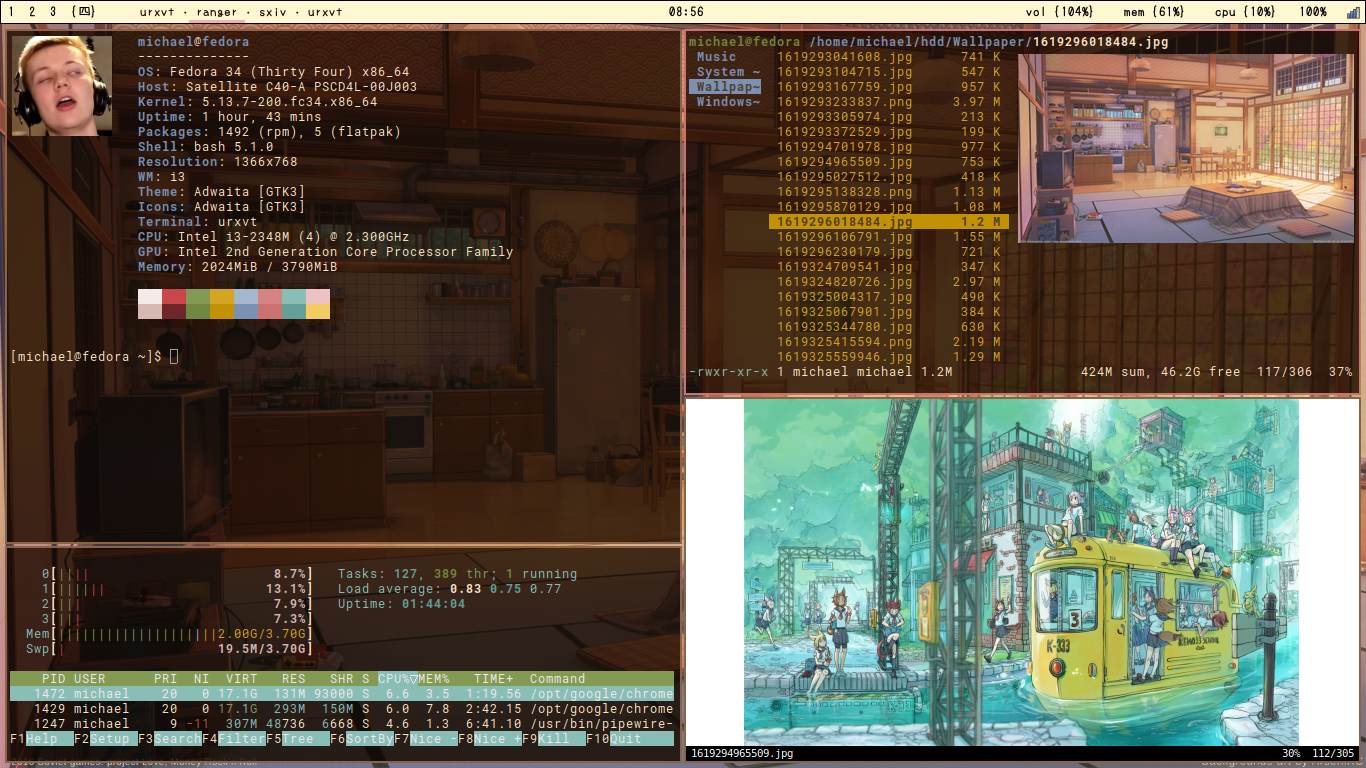 1 2 3 {四} urxvt · ranger · sxiv · urxvt 08:56 vol {104%} mem {61%} cpu {10%} 100%
michael@fedora
--------------
OS: Fedora 34 (Thirty Four) x86_64
Host: Satellite C40-A PSCD4L-00J003
Kernel: 5.13.7-200.fc34.x86_64
Uptime: 1 hour, 43 mins
Packages: 1492 (rpm), 5 (flatpak)
Shell: bash 5.1.0
Resolution: 1366x768
WM: i3
Theme: Adwaita [GTK3]
Icons: Adwaita [GTK3]
Terminal: urxvt
CPU: Intel i3-2348M (4) @ 2.300GHz
GPU: Intel 2nd Generation Core Processor Family
Memory: 2024MiB / 3790MiB
[michael@fedora ~]$
michael@fedora /home/michael/hdd/Wallpaper/1619296018484.jpg
Music 1619293041608.jpg 741 K
System ~ 1619293104715.jpg 547 K
Wallpap~ 1619293167759.jpg 957 K
Windows~ 1619293233837.png 3.97 M
1619293305974.jpg 213 K
1619293372529.jpg 199 K
1619294701978.jpg 977 K
1619294965509.jpg 753 K
1619295027512.jpg 418 K
1619295138328.png 1.13 M
1619295870129.jpg 1.08 M
1619296018484.jpg 1.2 M
1619296106791.jpg 1.55 M
1619296230179.jpg 721 K
1619324709541.jpg 347 K
1619324820726.jpg 2.97 M
1619325004317.jpg 490 K
1619325067901.jpg 384 K
1619325344780.jpg 630 K
1619325415594.png 2.19 M
1619325559946.jpg 1.29 M
-rwxr-xr-x 1 michael michael 1.2M 424M sum, 46.2G free 117/306 37%
0[|||| 8.7%] Tasks: 127, 389 thr; 1 running
1[|||||| 13.1%] Load average: 0.83 0.75 0.77
2[||| 7.9%] Uptime: 01:44:04
3[||| 7.3%]
Mem[||||||||||||||||||||2.00G/3.70G]
Swp[| 19.5M/3.70G]
PID USER PRI NI VIRT RES SHR S CPU%▽MEM% TIME+ Command
1472 michael 20 0 17.1G 131M 93000 S 6.6 3.5 1:19.56 /opt/google/chrome
1429 michael 20 0 17.1G 293M 150M S 6.0 7.8 2:42.15 /opt/google/chrome
1247 michael 9 -11 307M 48736 6668 S 4.6 1.3 6:41.10 /usr/bin/pipewire-
F1Help F2Setup F3SearchF4FilterF5Tree F6SortByF7Nice -F8Nice +F9Kill F10Quit
3
K-333
1619294965509.jpg 30% 112/305